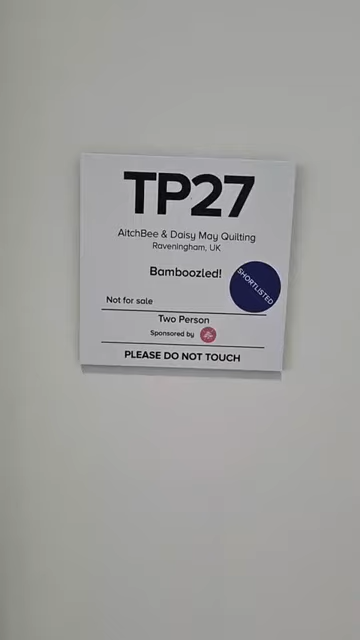 TP27
AitchBee & Daisy May Quilting
Raveningham, UK
Bamboozled!
SHORTLISTED
Not for sale
Two Person
Sponsored by
PLEASE DO NOT TOUCH